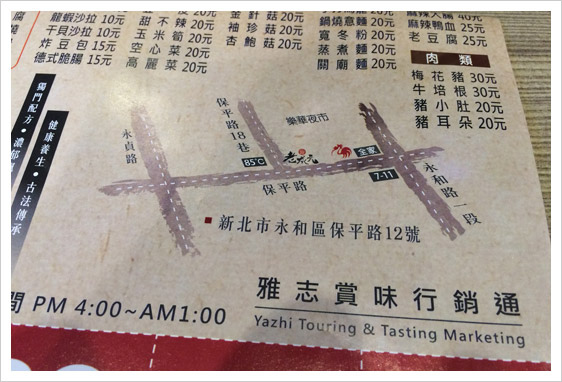 龍蝦沙拉 10元
干貝沙拉 15元
炸豆包 15元
德式脆腸 15元
甜不辣 20元
玉米筍 20元
空心菜 20元
高麗菜 20元
金針菇 20元
袖珍菇 20元
杏鮑菇 20元
鍋燒意麵
寬冬粉 20元
蒸煮麵 20元
關廟麵 20元
麻辣大腸 40元
麻辣鴨血 25元
老豆腐 25元
肉類
梅花豬 30元
牛培根 30元
豬小肚 20元
豬耳朵 20元
獨門配方・濃郁
健康養生・古法傳承
永貞路
保平路18巷
樂華夜市
85°C
全家
保平路
7-11
永和路一段
新北市永和區保平路12號
間 PM 4:00~AM1:00
雅志賞味行銷通
Yazhi Touring & Tasting Marketing